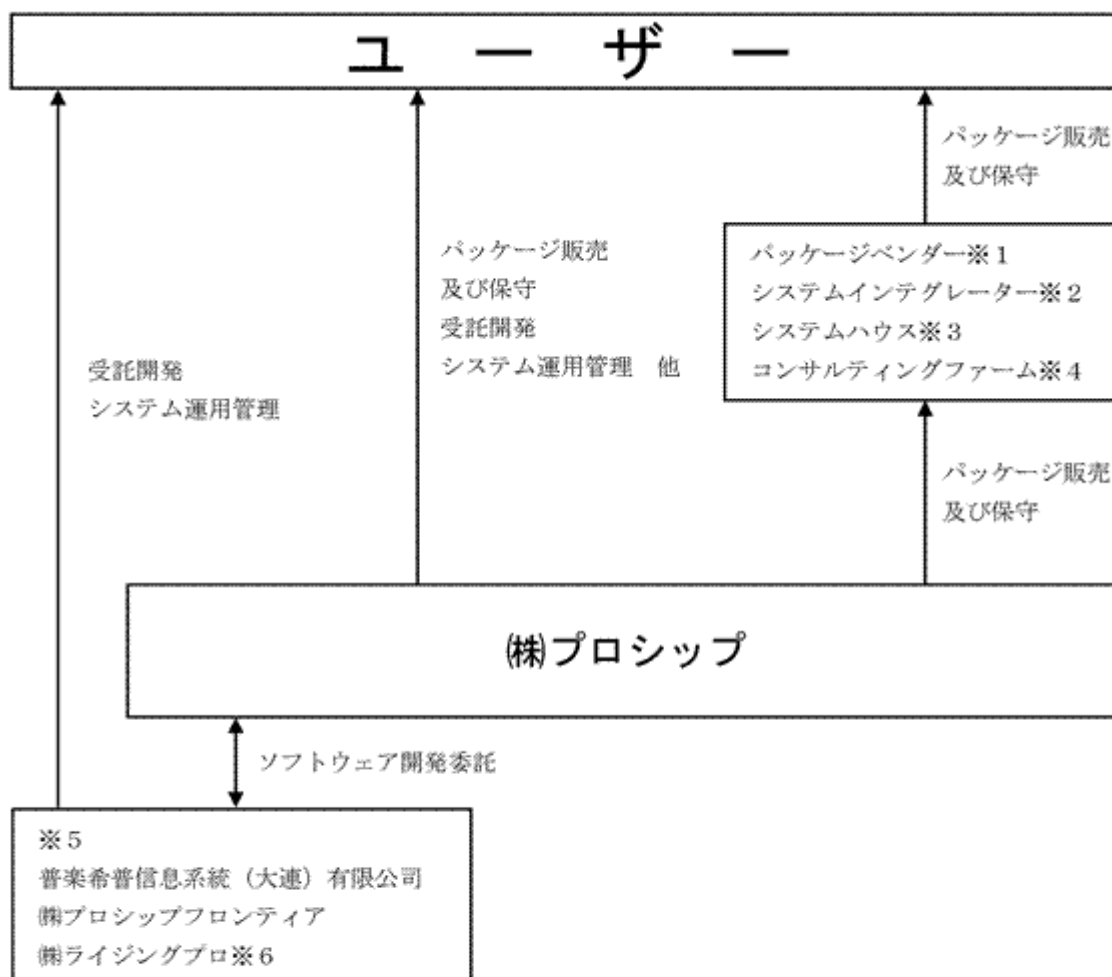 ユーザー
パッケージ販売
及び保守
パッケージベンダー※1
システムインテグレーター※2
システムハウス※3
コンサルティングファーム※4
パッケージ販売
及び保守
受託開発
システム運用管理 他
受託開発
システム運用管理
パッケージ販売
及び保守
㈱プロシップ
ソフトウェア開発委託
※5
普楽希普信息系統（大連）有限公司
㈱プロシップフロンティア
㈱ライジングプロ※6